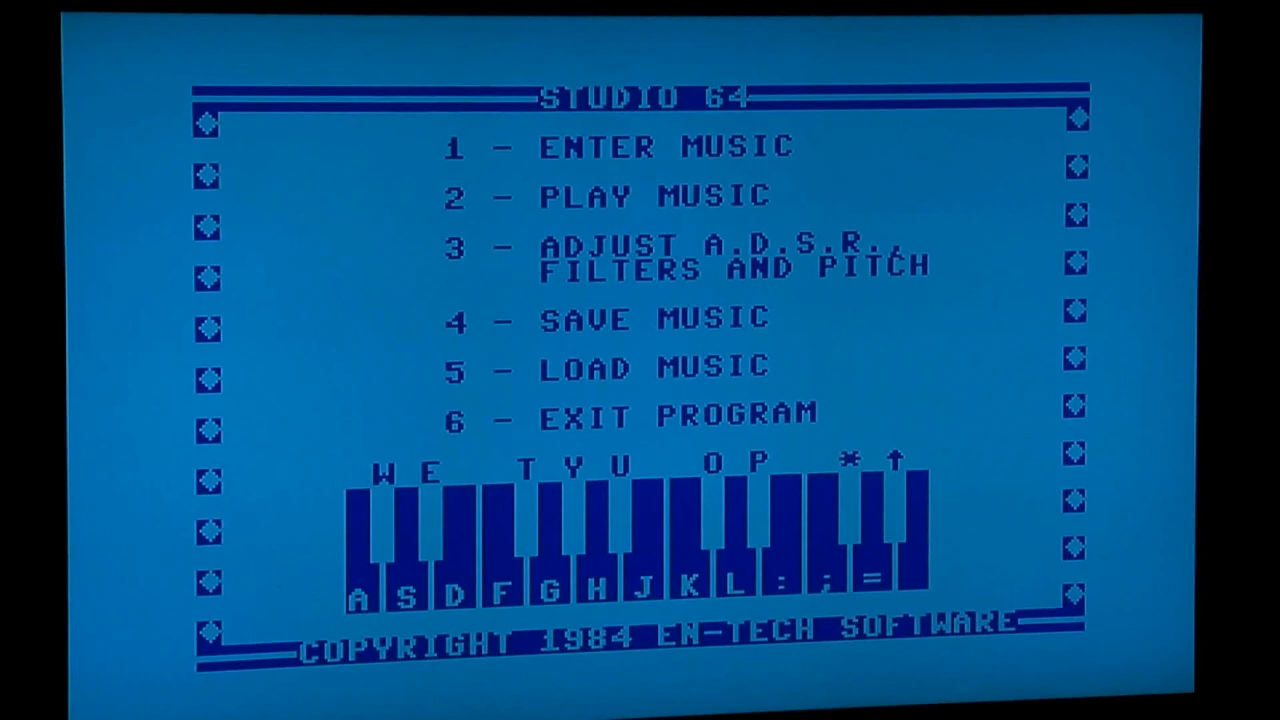 STUDIO 64
1 - ENTER MUSIC
2 - PLAY MUSIC
3 - ADJUST A.D.S.R.,
FILTERS AND PITCH
4 - SAVE MUSIC
5 - LOAD MUSIC
6 - EXIT PROGRAM
W E T Y U O P * ↑
A S D F G H J K L : ; =
COPYRIGHT 1984 EN-TECH SOFTWARE